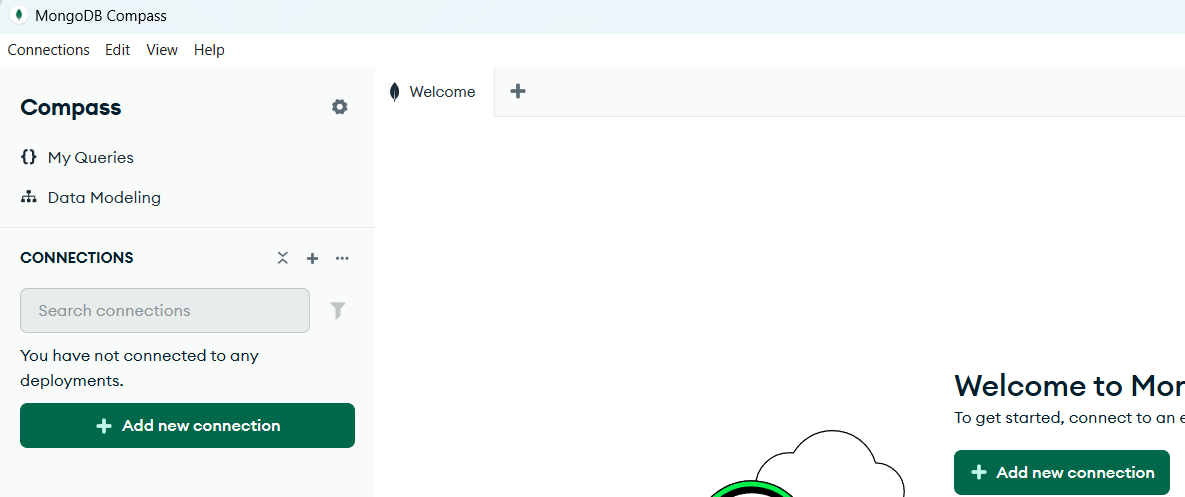 MongoDB Compass
Connections Edit View Help
Compass
My Queries
Data Modeling
CONNECTIONS
Search connections
You have not connected to any
deployments.
Add new connection
Welcome
Welcome to
To get started, connect to an
Add new connection